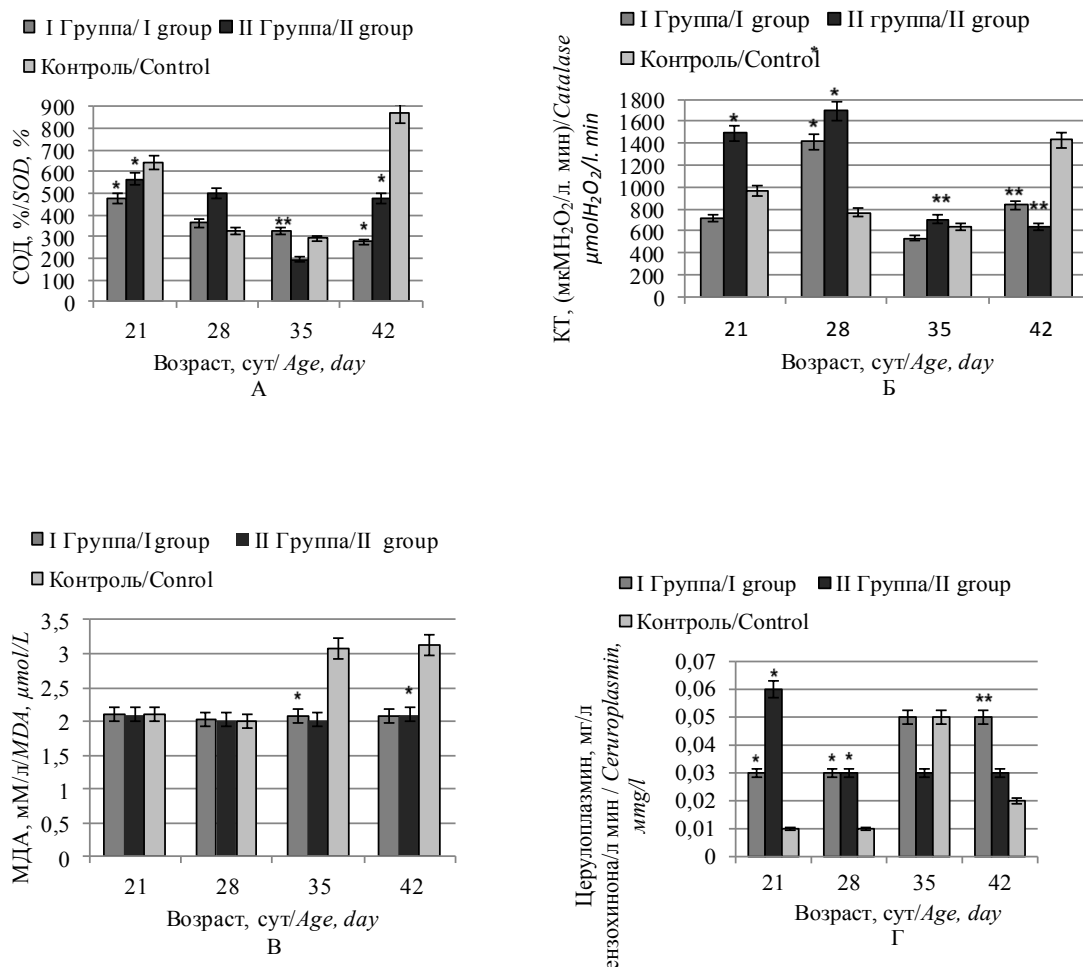 I Группа/ I group II Группа/II group
Контроль/Control
СОД, %/SOD, %
900
800
700
600
500
400
300
200
100
0
* * ** * *
21 28 35 42
Возраст, сут/ Age, day
А
I Группа/I group II группа/II group
*
Контроль/Control
КТ, (мкМН2О2/л. мин)/Catalase
µmolH2O2/l. min
1800
1600
1400
1200
1000
800
600
400
200
0
* * * ** ** **
21 28 35 42
Возраст, сут/Age, day
Б
I Группа/Igroup II Группа/II group
Контроль/Conrol
МДА, мМ/л/MDA, µmol/L
3,5
3
2,5
2
1,5
1
0,5
0
* *
21 28 35 42
Возраст, сут/Age, day
В
I Группа/I group II Группа/II group
Контроль/Control
Церулоплазмин, мг/л
ензохинона/л мин / Ceruroplasmin,
мmg/l
0,07
0,06
0,05
0,04
0,03
0,02
0,01
0
* * * * **
21 28 35 42
Возраст, сут/Age, day
Г